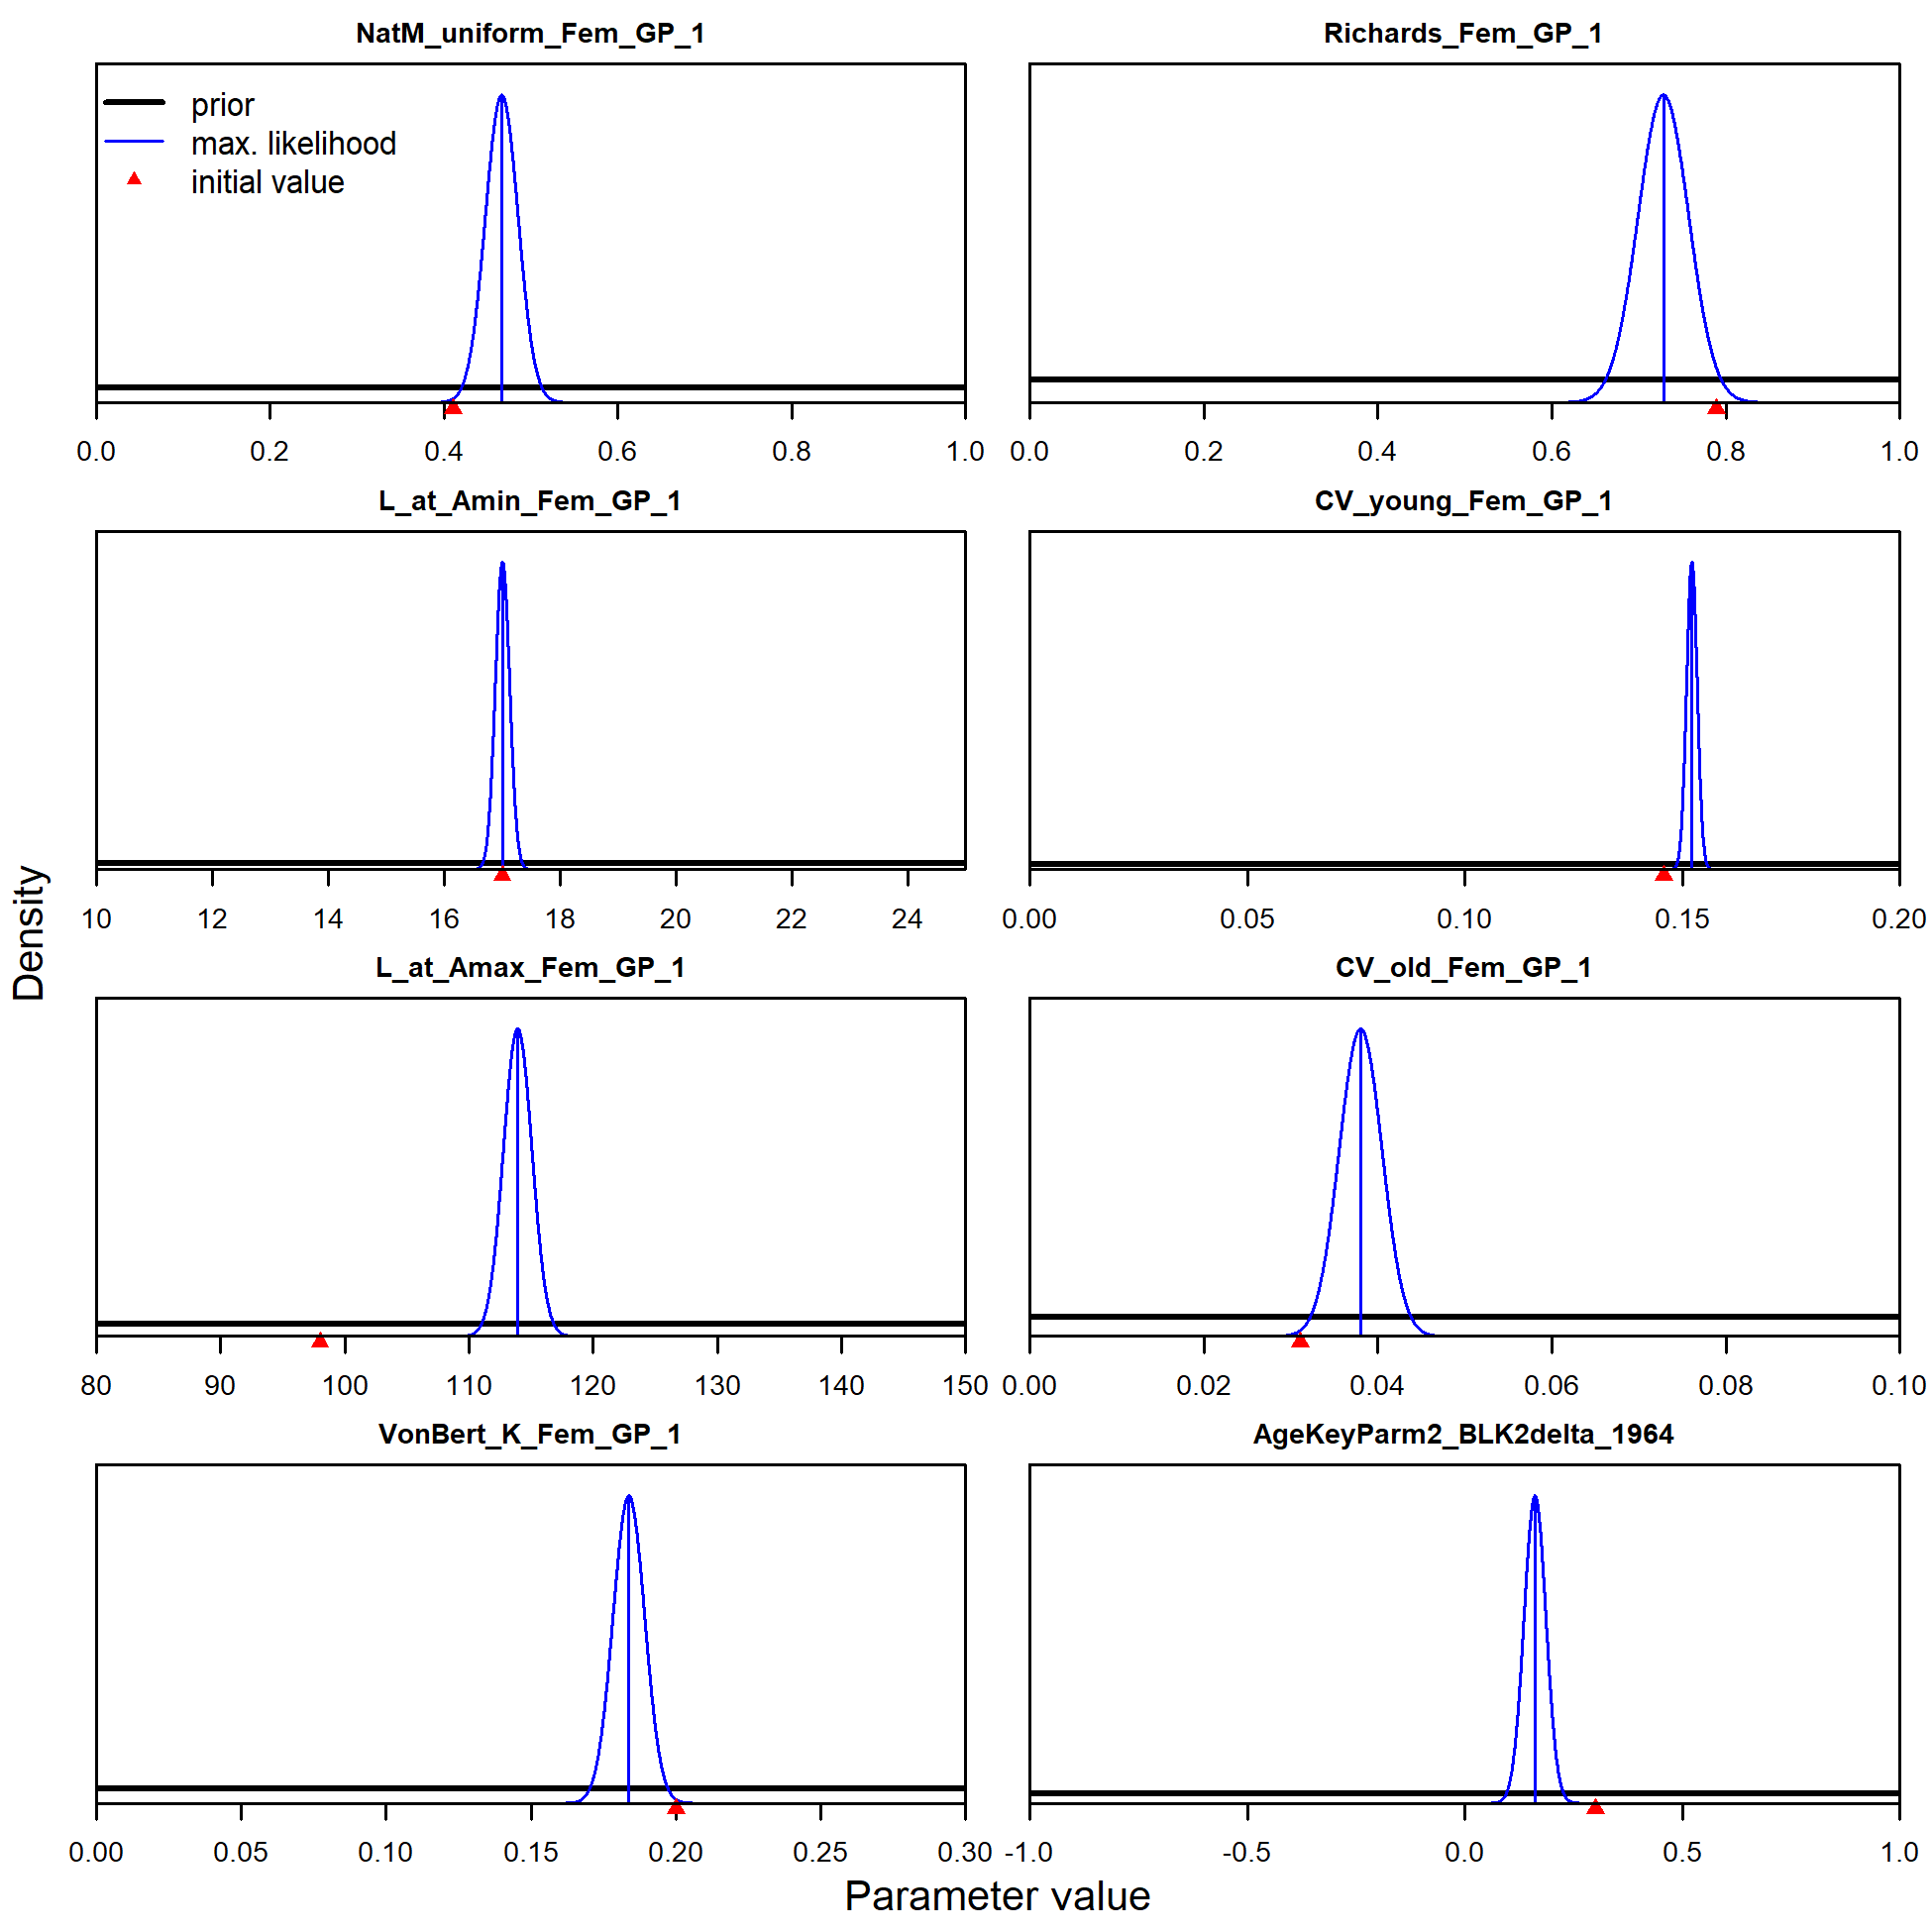 NatM_uniform_Fem_GP_1
prior
max. likelihood
initial value
0.0 0.2 0.4 0.6 0.8 1.0
Richards_Fem_GP_1
0.0 0.2 0.4 0.6 0.8 1.0
L_at_Amin_Fem_GP_1
10 12 14 16 18 20 22 24
CV_young_Fem_GP_1
0.00 0.05 0.10 0.15 0.20
L_at_Amax_Fem_GP_1
80 90 100 110 120 130 140 150
CV_old_Fem_GP_1
0.00 0.02 0.04 0.06 0.08 0.10
VonBert_K_Fem_GP_1
0.00 0.05 0.10 0.15 0.20 0.25 0.30
AgeKeyParm2_BLK2delta_1964
-1.0 -0.5 0.0 0.5 1.0
Density
Parameter value